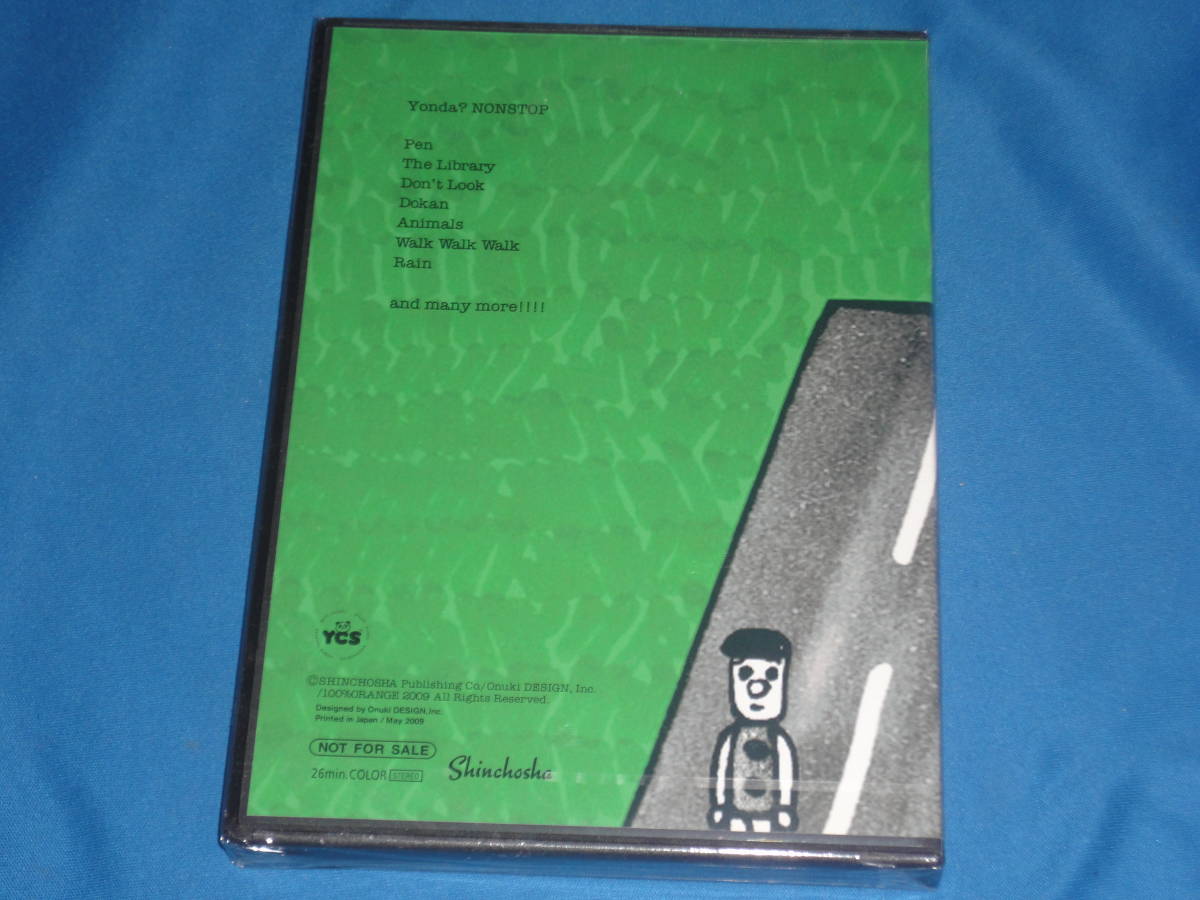 Yonda? NONSTOP
Pen
The Library
Don't Look
Dokan
Animals
Walk Walk Walk
Rain
and many more!!!!
YCS
©SHINCHOSHA Publishing Co/Onuki DESIGN, Inc.
/100%ORANGE 2009 All Rights Reserved.
Designed by Onuki DESIGN,Inc.
Printed in Japan / May 2009
NOT FOR SALE
26min.COLOR STEREO
Shinchosha